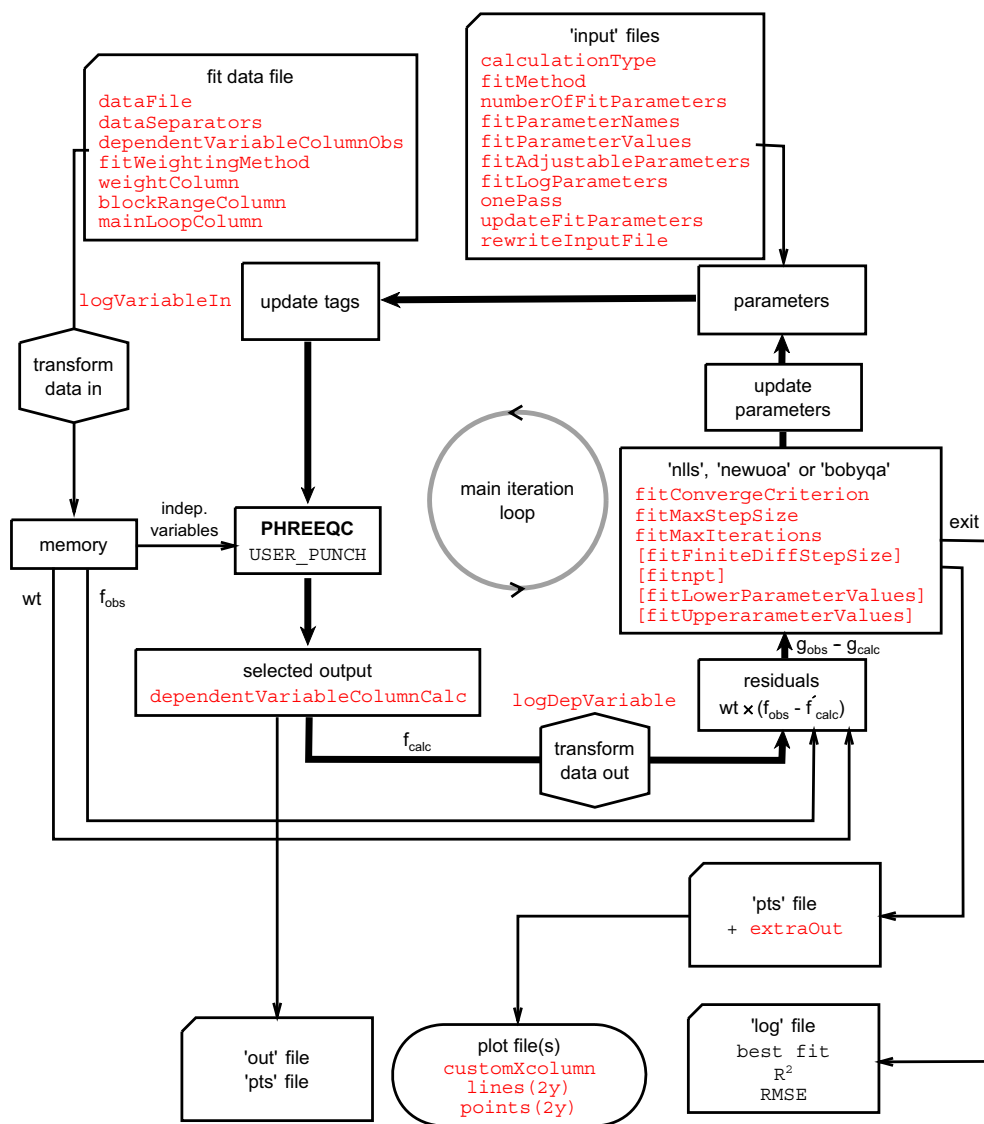 fit data file
dataFile
dataSeparators
dependentVariableColumnObs
fitWeightingMethod
weightColumn
blockRangeColumn
mainLoopColumn
'input' files
calculationType
fitMethod
numberOfFitParameters
fitParameterNames
fitParameterValues
fitAdjustableParameters
fitLogParameters
onePass
updateFitParameters
rewriteInputFile
logVariableIn
update tags
parameters
transform
data in
update
parameters
main iteration
loop
'nlls', 'newuoa' or 'bobyqa'
fitConvergeCriterion
fitMaxStepSize
fitMaxIterations
[fitFiniteDiffStepSize]
[fitnpt]
[fitLowerParameterValues]
[fitUpperarameterValues]
exit
memory
indep.
variables
PHREEQC
USER_PUNCH
wt
fobs
gobs – gcalc
selected output
dependentVariableColumnCalc
logDepVariable
residuals
wt × (fobs - f´calc)
fcalc
transform
data out
'pts' file
+ extraOut
'out' file
'pts' file
plot file(s)
customXcolumn
lines(2y)
points(2y)
'log' file
best fit
R²
RMSE